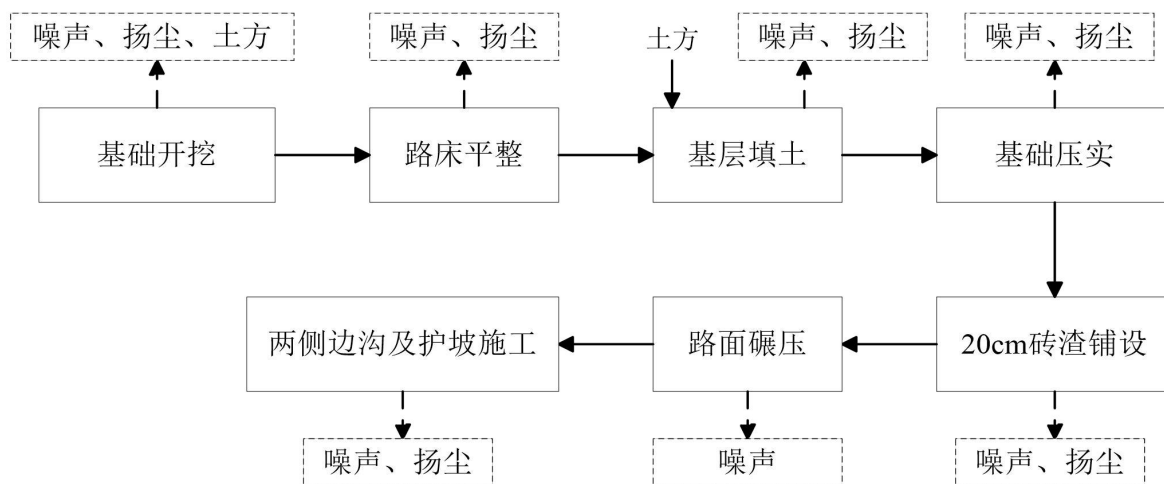 噪声、扬尘、土方
噪声、扬尘
土方
噪声、扬尘
噪声、扬尘
基础开挖
路床平整
基层填土
基础压实
两侧边沟及护坡施工
路面碾压
20cm砖渣铺设
噪声、扬尘
噪声
噪声、扬尘